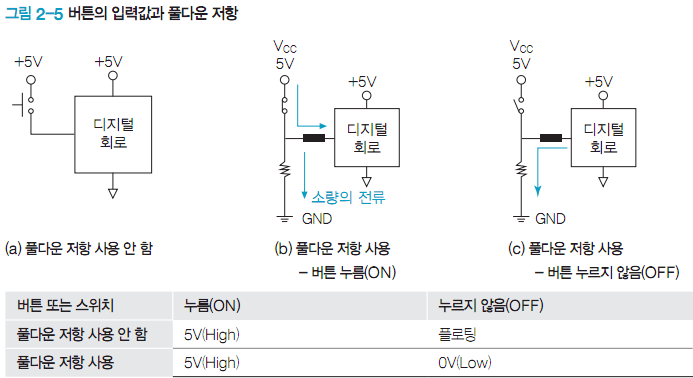 그림 2-5 버튼의 입력값과 풀다운 저항
+5V
+5V
디지털
회로
(a) 풀다운 저항 사용 안 함
Vcc
5V
+5V
디지털
회로
소량의 전류
GND
(b) 풀다운 저항 사용
– 버튼 누름(ON)
Vcc
5V
+5V
디지털
회로
GND
(c) 풀다운 저항 사용
– 버튼 누르지 않음(OFF)
버튼 또는 스위치 누름(ON) 누르지 않음(OFF)
풀다운 저항 사용 안 함 5V(High) 플로팅
풀다운 저항 사용 5V(High) 0V(Low)